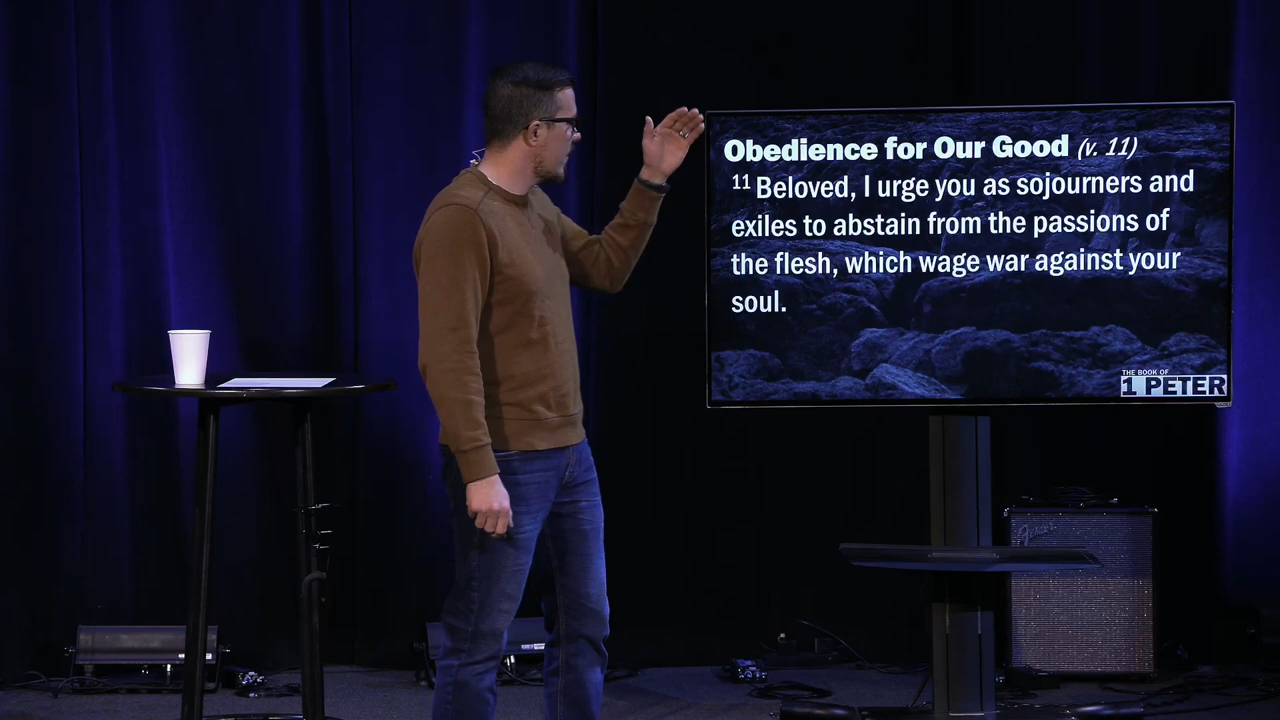 Obedience for Our Good (v. 11)
11 Beloved, I urge you as sojourners and
exiles to abstain from the passions of
the flesh, which wage war against your
soul.
THE BOOK OF
1 PETER
Fender